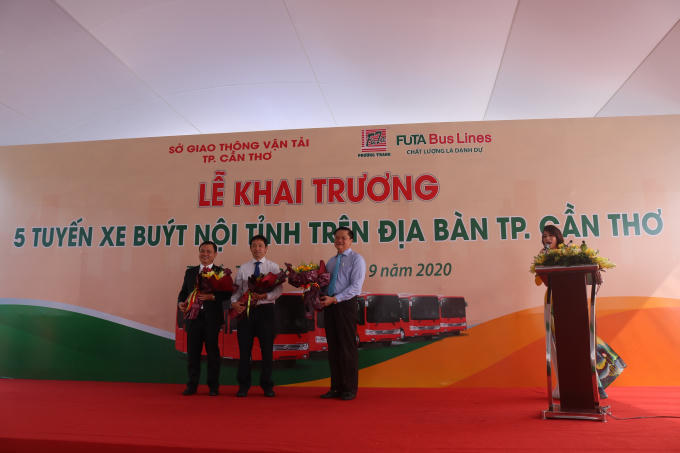 SỞ GIAO THÔNG VẬN TẢI
TP. CẦN THƠ
PHƯƠNG TRANG
FUTA Bus Lines
CHẤT LƯỢNG LÀ DANH DỰ
LỄ KHAI TRƯƠNG
5 TUYẾN XE BUÝT NỘI TỈNH TRÊN ĐỊA BÀN TP. CẦN THƠ
9 năm 2020